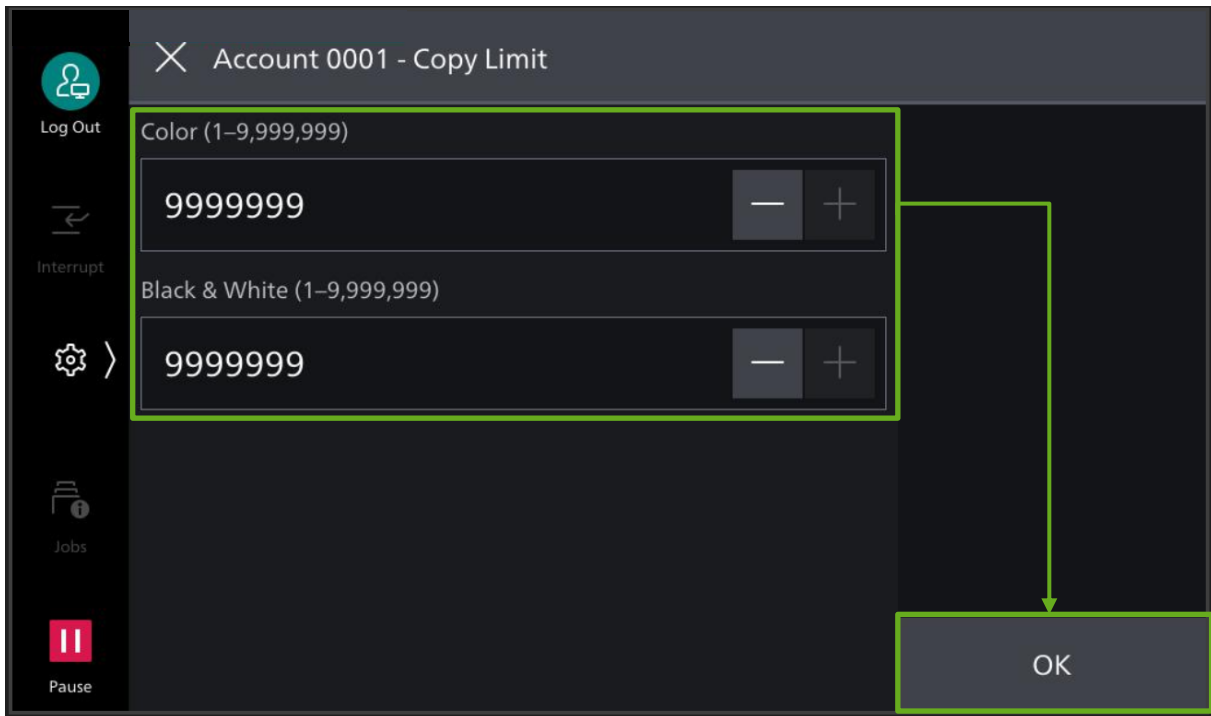 Account 0001 - Copy Limit
Log Out
Color (1–9,999,999)
9999999
Interrupt
Black & White (1–9,999,999)
9999999
Jobs
Pause
OK